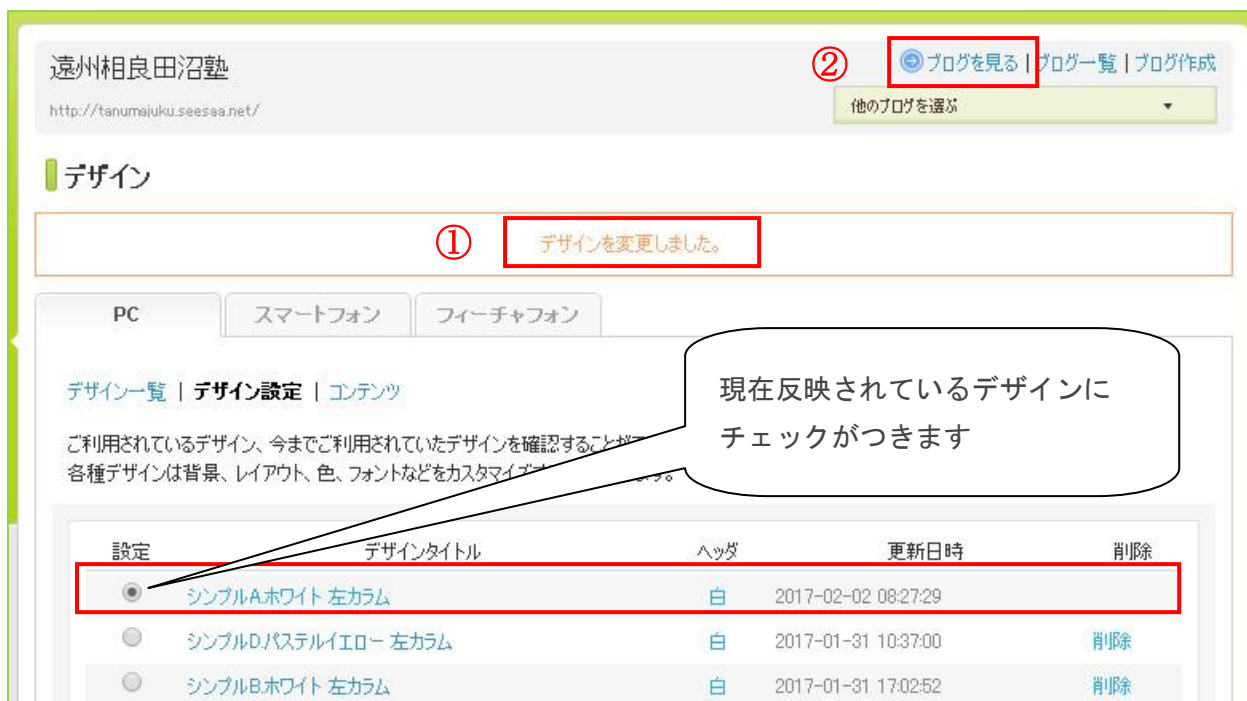 遠州相良田沼塾
② ブログを見る | ブログ一覧 | ブログ作成
http://tanumajuku.seesaa.net/
他のブログを選ぶ
デザイン
① デザインを変更しました。
PC スマートフォン フィーチャフォン
デザイン一覧 | デザイン設定 | コンテンツ
現在反映されているデザインに
チェックがつきます
ご利用されているデザイン、今までご利用されていたデザインを確認することが
各種デザインは背景、レイアウト、色、フォントなどをカスタマイズ ます。
設定 デザインタイトル ヘッダ 更新日時 削除
シンプルA.ホワイト 左カラム 白 2017-02-02 08:27:29
シンプルD.パステルイエロー 左カラム 白 2017-01-31 10:37:00 削除
シンプルB.ホワイト 左カラム 白 2017-01-31 17:02:52 削除